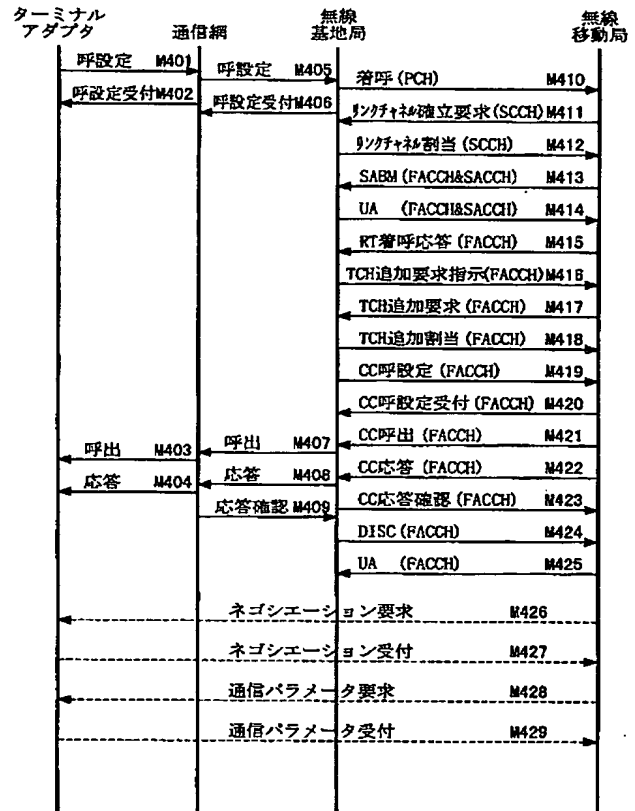 ターミナル
アダプタ
通信網
無線
基地局
無線
移動局
呼設定 M401
呼設定 M405
着呼(PCH) M410
呼設定受付M402
呼設定受付M406
リンクチャネル確立要求(SCCH)M411
リンクチャネル割当(SCCH) M412
SABM(FACCH&SACCH) M413
UA (FACCH&SACCH) M414
RT着呼応答(FACCH) M415
TCH追加要求指示(FACCH)M416
TCH追加要求(FACCH) M417
TCH追加割当(FACCH) M418
CC呼設定(FACCH) M419
CC呼設定受付(FACCH) M420
呼出 M403
呼出 M407
CC呼出(FACCH) M421
応答 M404
応答 M408
CC応答(FACCH) M422
応答確認M409
CC応答確認(FACCH) M423
DISC(FACCH) M424
UA (FACCH) M425
ネゴシエーション要求 M426
ネゴシエーション受付 M427
通信パラメータ要求 M428
通信パラメータ受付 M429